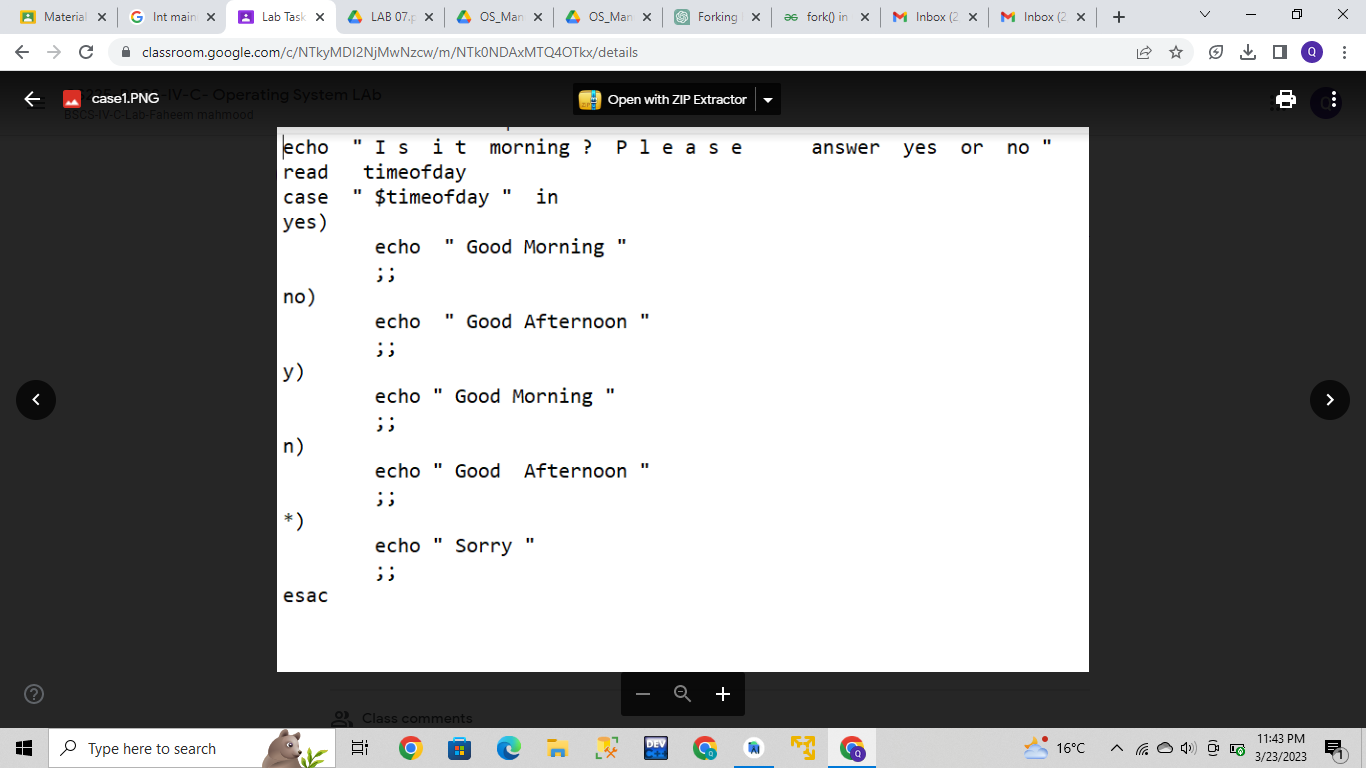 Material
Int main
Lab Task
LAB 07.p
OS_Man
OS_Man
Forking
fork() in
Inbox (2
Inbox (2
classroom.google.com/c/NTkyMDI2NjMwNzcw/m/NTk0NDAxMTQ4OTkx/details
Q
case1.PNG
-IV-C- Operating System LAb
BSCS-IV-C-Lab-Faheem mahmood
Open with ZIP Extractor
echo " I s i t morning ? P l e a s e answer yes or no "
read timeofday
case " $timeofday " in
yes)
echo " Good Morning "
;;
no)
echo " Good Afternoon "
;;
y)
echo " Good Morning "
;;
n)
echo " Good Afternoon "
;;
*)
echo " Sorry "
;;
esac
Class comments
Type here to search
DEV
16°C
11:43 PM
3/23/2023
1